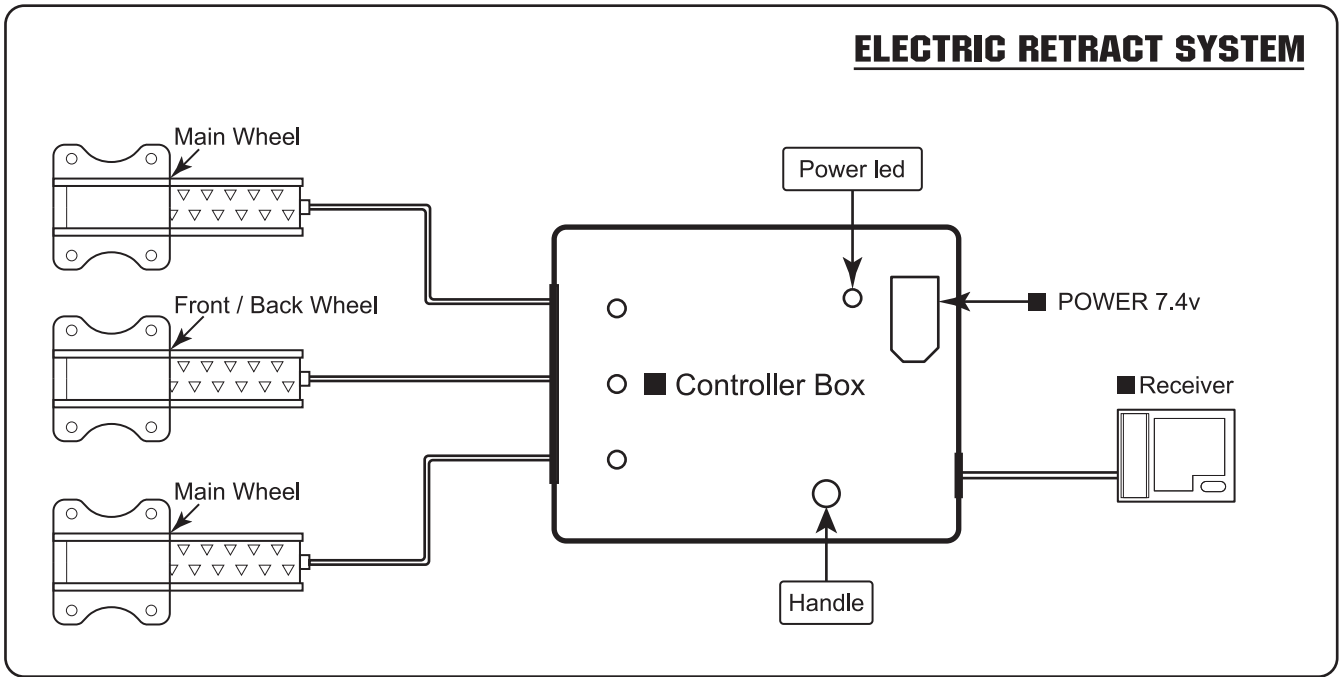 ELECTRIC RETRACT SYSTEM
Main Wheel
Power led
Front / Back Wheel
■ POWER 7.4v
■ Controller Box
■ Receiver
Main Wheel
Handle